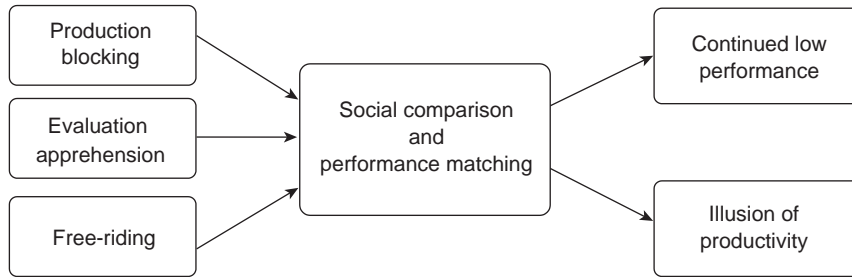 Production
blocking
Evaluation
apprehension
Free-riding
Social comparison
and
performance matching
Continued low
performance
Illusion of
productivity